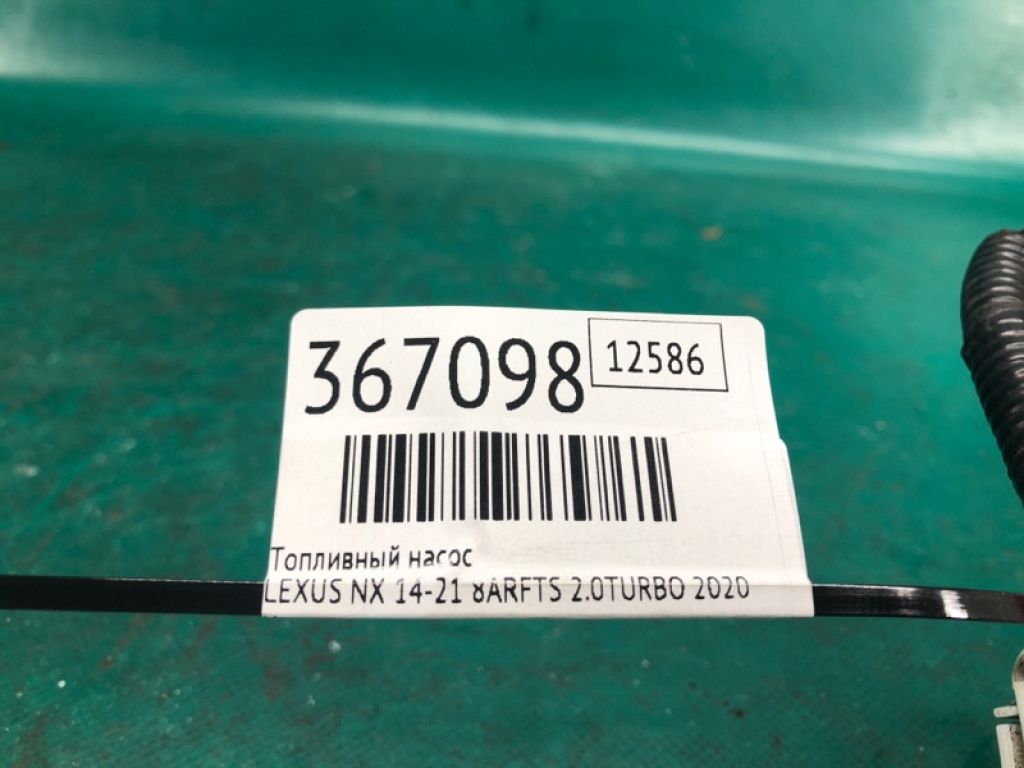 367098 12586
Топливный насос
LEXUS NX 14-21 8ARFTS 2.0TURBO 2020